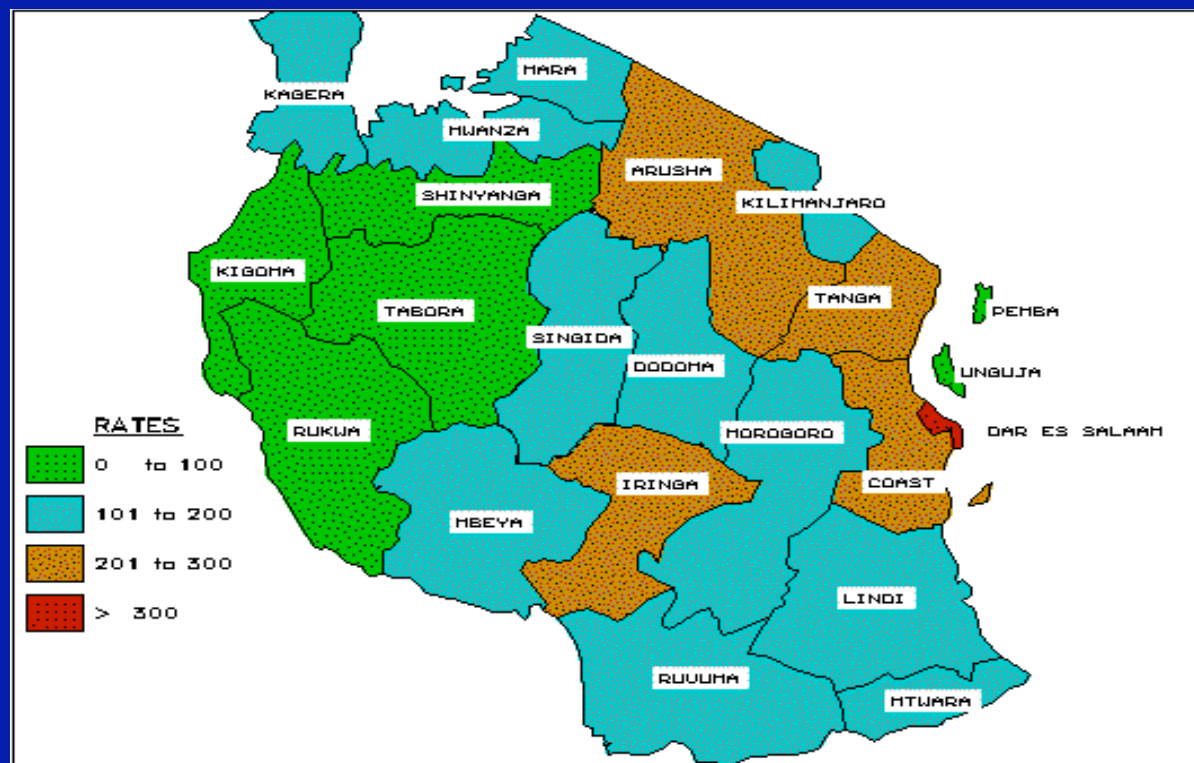 MARA
KAGERA
MWANZA
ARUSHA
SHINYANGA
KILIMANJARO
KIGOMA
TANGA
TABORA
PEMBA
SINGIDA
DODOMA
UNGUJA
RATES
RUKWA
MOROGORO
DAR ES SALAAM
0 to 100
IRINGA
COAST
101 to 200
MBEYA
201 to 300
LINDI
> 300
RUVUMA
MTWARA